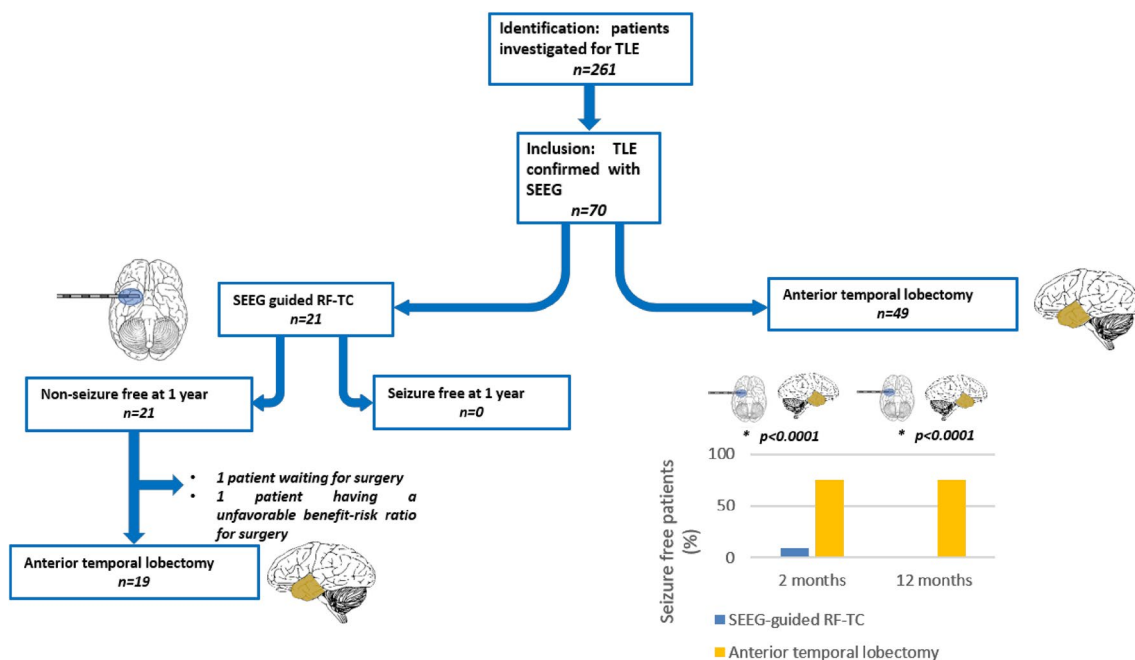 Identification: patients
investigated for TLE
n=261
Inclusion: TLE
confirmed with
SEEG
n=70
SEEG guided RF-TC
n=21
Anterior temporal lobectomy
n=49
Non-seizure free at 1 year
n=21
Seizure free at 1 year
n=0
• 1 patient waiting for surgery
• 1 patient having a
unfavorable benefit-risk ratio
for surgery
Anterior temporal lobectomy
n=19
* p<0.0001
* p<0.0001
Seizure free patients
(%)
100
50
0
2 months
12 months
SEEG-guided RF-TC
Anterior temporal lobectomy